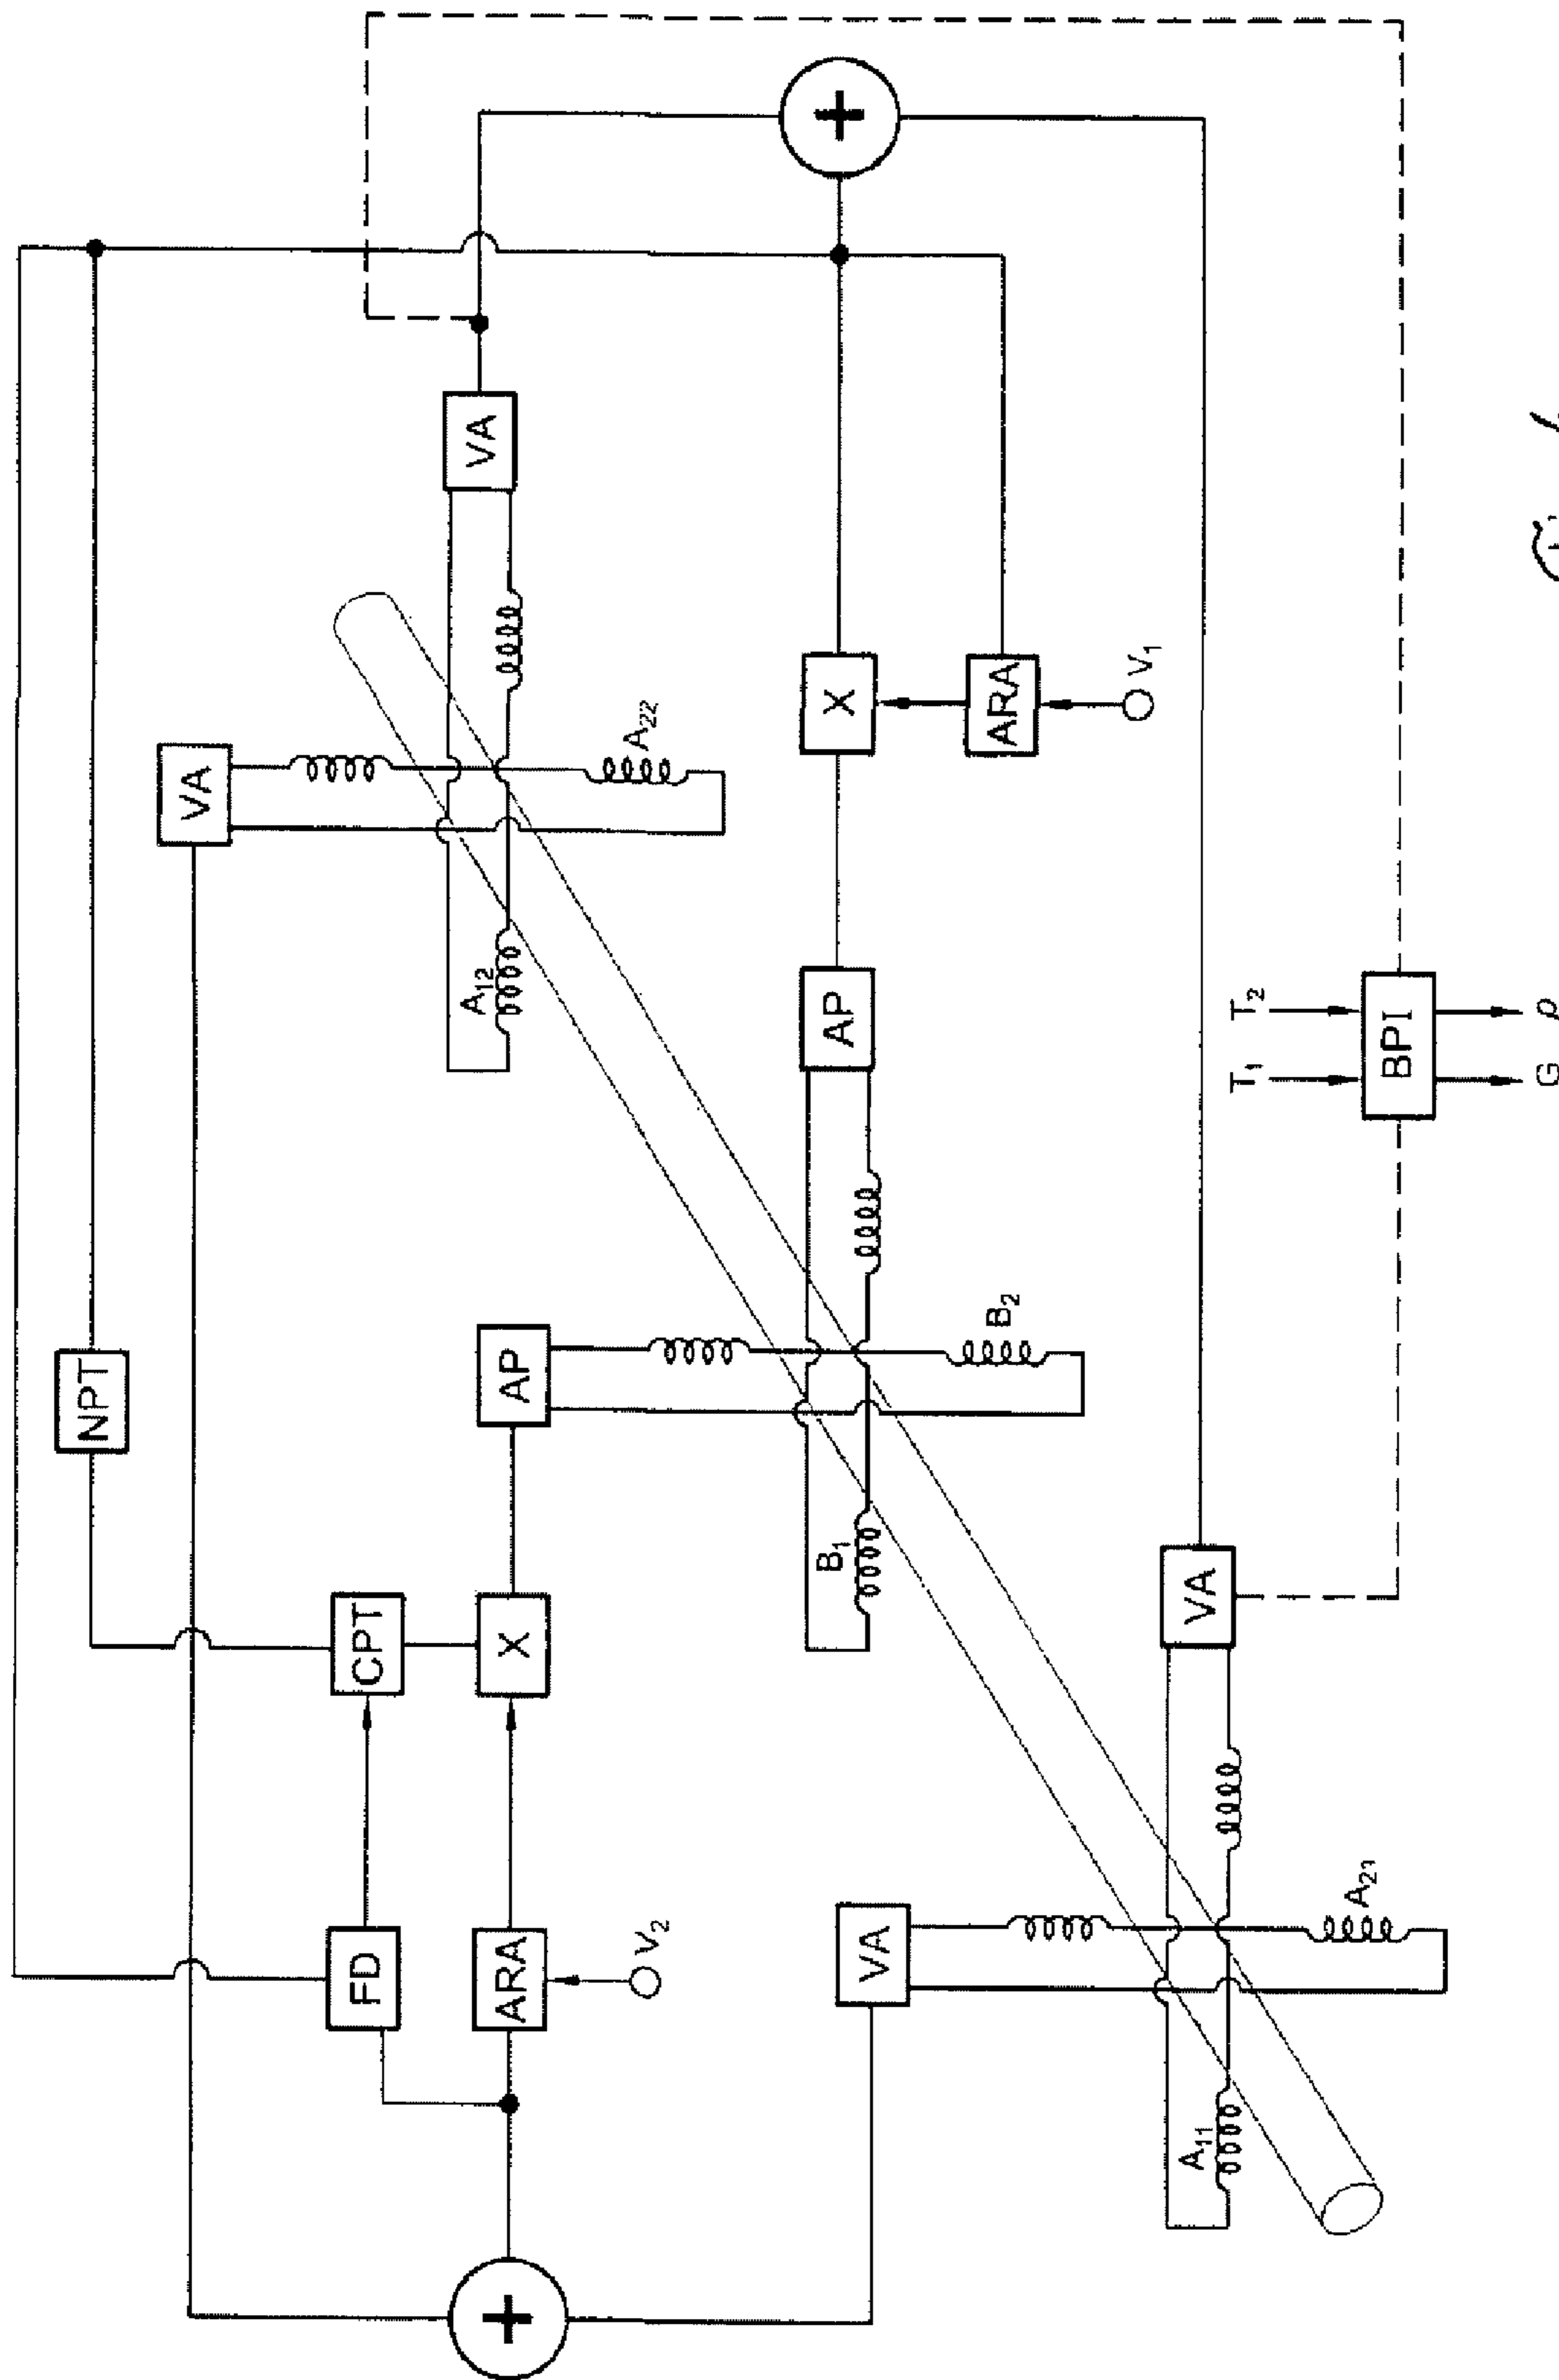 NPT
VA
A₂₂
FD
CPT
VA
A₁₂
V₂
ARA
X
AP
AP
X
B₂
B₁
ARA
V₁
VA
A₂₁
VA
A₁₁
T₁
T₂
BPI
G
ρ